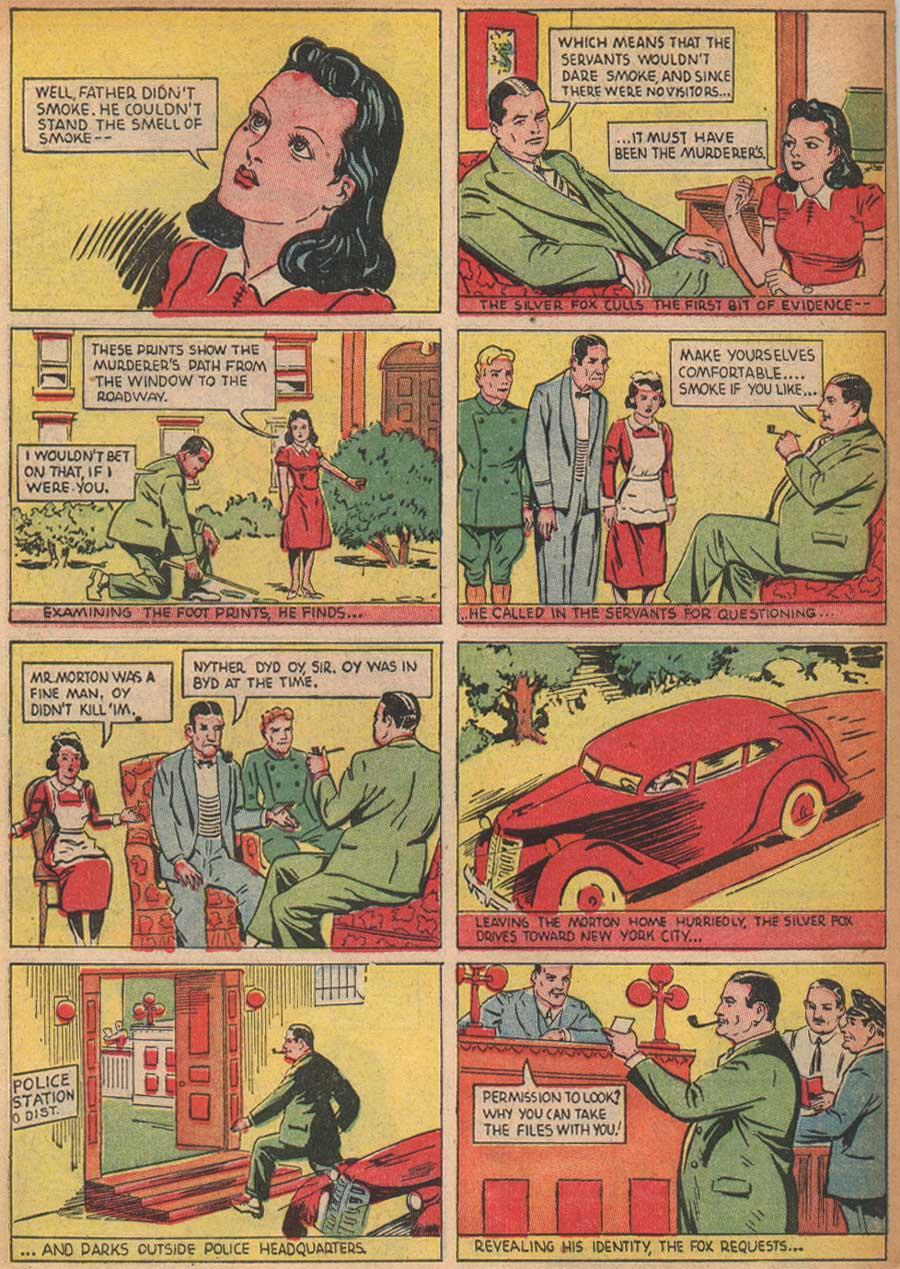 WELL, FATHER DIDN'T
SMOKE. HE COULDN'T
STAND THE SMELL OF
SMOKE--
WHICH MEANS THAT THE
SERVANTS WOULDN'T
DARE SMOKE, AND SINCE
THERE WERE NO VISITORS...
...IT MUST HAVE
BEEN THE MURDERER'S.
THE SILVER FOX CULLS THE FIRST BIT OF EVIDENCE--
THESE PRINTS SHOW THE
MURDERER'S PATH FROM
THE WINDOW TO THE
ROADWAY.
I WOULDN'T BET
ON THAT, IF I
WERE YOU.
EXAMINING THE FOOT PRINTS, HE FINDS...
MAKE YOURSELVES
COMFORTABLE....
SMOKE IF YOU LIKE...
..HE CALLED IN THE SERVANTS FOR QUESTIONING...
MR. MORTON WAS A
FINE MAN, OY
DIDN'T KILL 'IM.
NYTHER DYD OY, SIR. OY WAS IN
BYD AT THE TIME.
LEAVING THE MORTON HOME HURRIEDLY, THE SILVER FOX
DRIVES TOWARD NEW YORK CITY...
POLICE
STATION
O DIST.
... AND PARKS OUTSIDE POLICE HEADQUARTERS.
PERMISSION TO LOOK?
WHY YOU CAN TAKE
THE FILES WITH YOU!
REVEALING HIS IDENTITY, THE FOX REQUESTS...